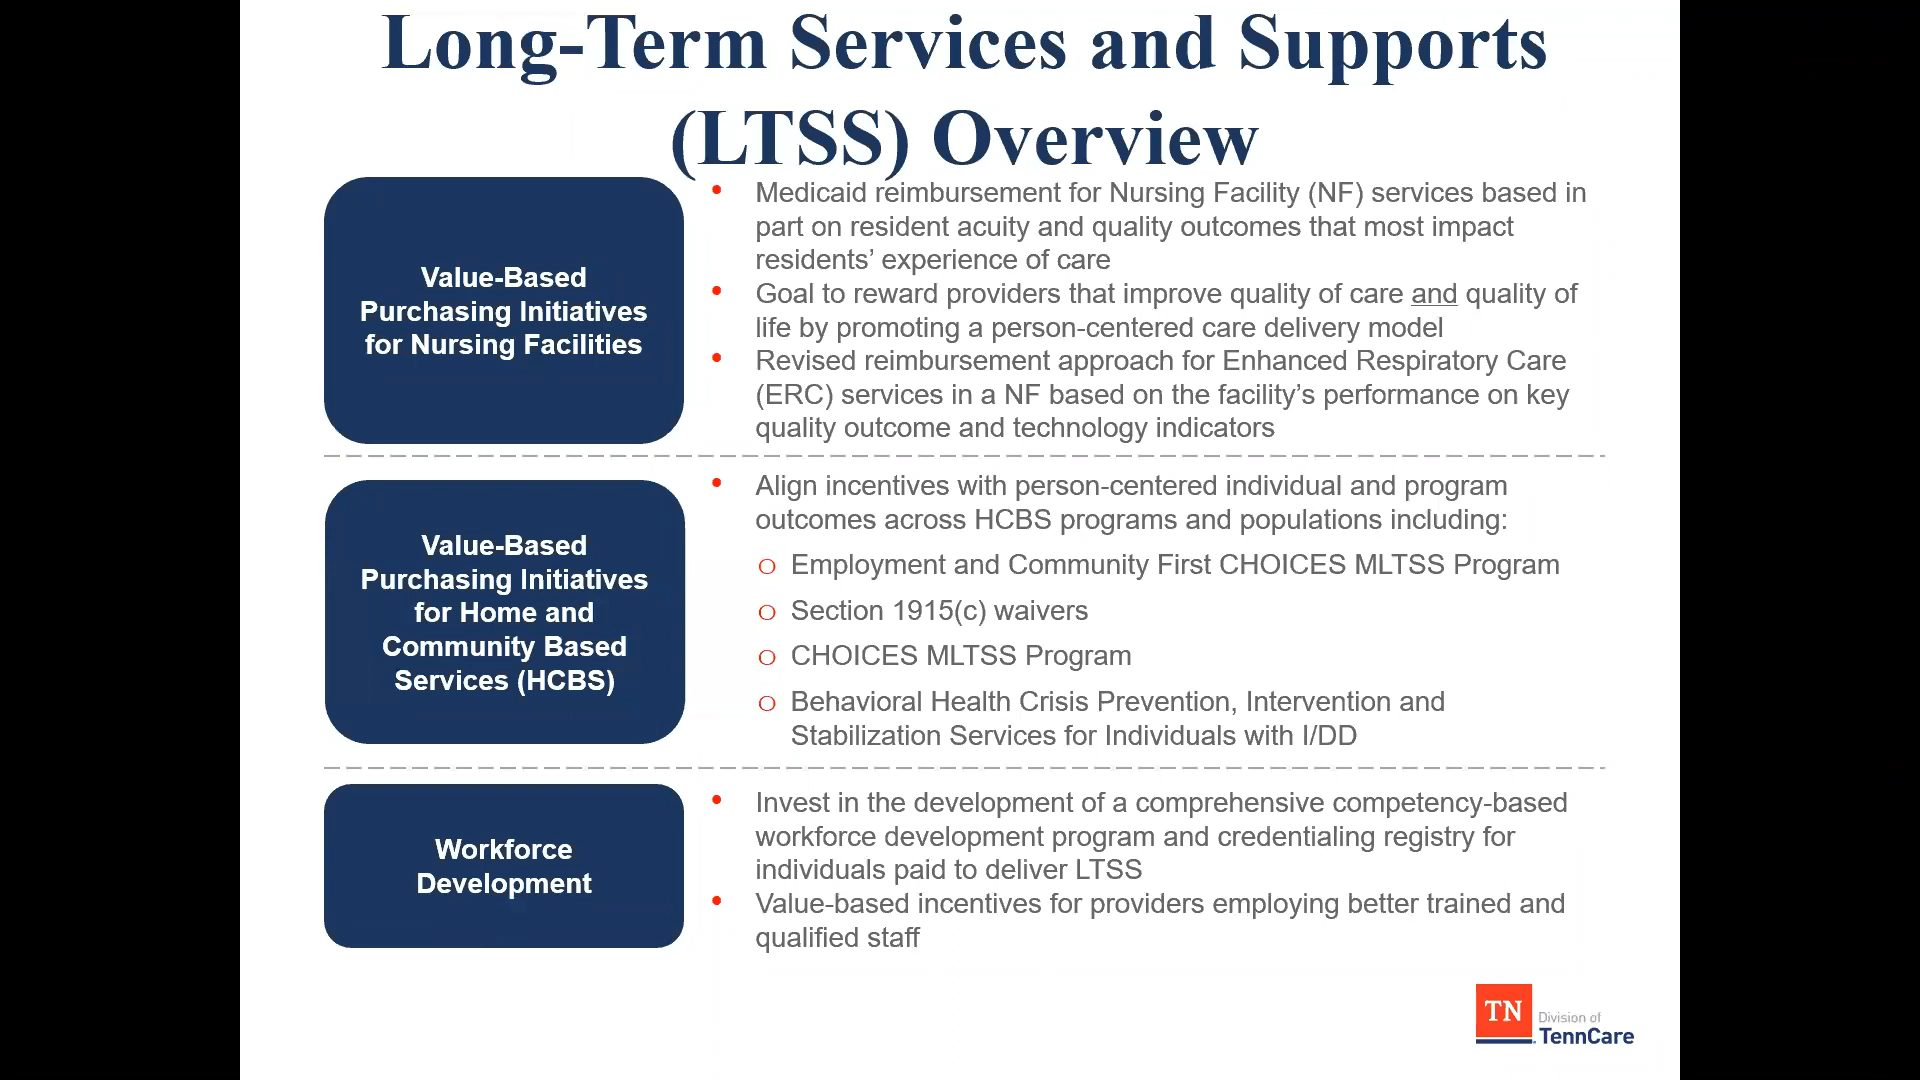 Long-Term Services and Supports
(LTSS) Overview
Value-Based
Purchasing Initiatives
for Nursing Facilities
• Medicaid reimbursement for Nursing Facility (NF) services based in
part on resident acuity and quality outcomes that most impact
residents’ experience of care
• Goal to reward providers that improve quality of care and quality of
life by promoting a person-centered care delivery model
• Revised reimbursement approach for Enhanced Respiratory Care
(ERC) services in a NF based on the facility’s performance on key
quality outcome and technology indicators
Value-Based
Purchasing Initiatives
for Home and
Community Based
Services (HCBS)
• Align incentives with person-centered individual and program
outcomes across HCBS programs and populations including:
o Employment and Community First CHOICES MLTSS Program
o Section 1915(c) waivers
o CHOICES MLTSS Program
o Behavioral Health Crisis Prevention, Intervention and
Stabilization Services for Individuals with I/DD
Workforce
Development
• Invest in the development of a comprehensive competency-based
workforce development program and credentialing registry for
individuals paid to deliver LTSS
• Value-based incentives for providers employing better trained and
qualified staff
TN
Division of
TennCare